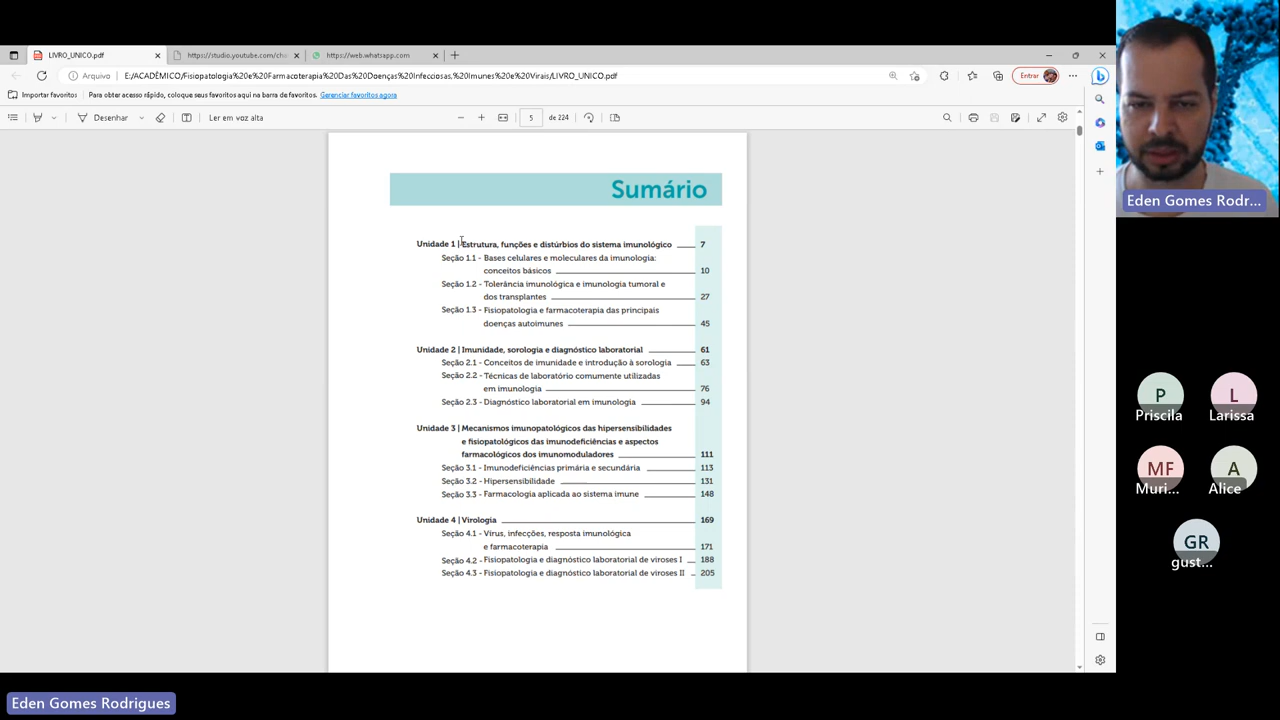 LIVRO_UNICO.pdf
https://studio.youtube.com/cha
https://web.whatsapp.com
Arquivo
E:/ACADÊMICO/Fisiopatologia%20e%20Farmacoterapia%20Das%20Doenças%20Infecciosas,%20Imunes%20e%20Virais/LIVRO_UNICO.pdf
Entrar
Importar favoritos
Para obter acesso rápido, coloque seus favoritos aqui na barra de favoritos. Gerenciar favoritos agora
Desenhar
Ler em voz alta
5 de 224
Sumário
Unidade 1 | Estrutura, funções e distúrbios do sistema imunológico 7
Seção 1.1 - Bases celulares e moleculares da imunologia:
conceitos básicos 10
Seção 1.2 - Tolerância imunológica e imunologia tumoral e
dos transplantes 27
Seção 1.3 - Fisiopatologia e farmacoterapia das principais
doenças autoimunes 45
Unidade 2 | Imunidade, sorologia e diagnóstico laboratorial 61
Seção 2.1 - Conceitos de imunidade e introdução à sorologia 63
Seção 2.2 - Técnicas de laboratório comumente utilizadas
em imunologia 76
Seção 2.3 - Diagnóstico laboratorial em imunologia 94
Unidade 3 | Mecanismos imunopatológicos das hipersensibilidades
e fisiopatológicos das imunodeficiências e aspectos
farmacológicos dos imunomoduladores 111
Seção 3.1 - Imunodeficiências primária e secundária 113
Seção 3.2 - Hipersensibilidade 131
Seção 3.3 - Farmacologia aplicada ao sistema imune 148
Unidade 4 | Virologia 169
Seção 4.1 - Vírus, infecções, resposta imunológica
e farmacoterapia 171
Seção 4.2 - Fisiopatologia e diagnóstico laboratorial de viroses I 188
Seção 4.3 - Fisiopatologia e diagnóstico laboratorial de viroses II 205
Eden Gomes Rodr...
P
Priscila
L
Larissa
MF
Muri...
A
Alice
GR
gust...
Eden Gomes Rodrigues